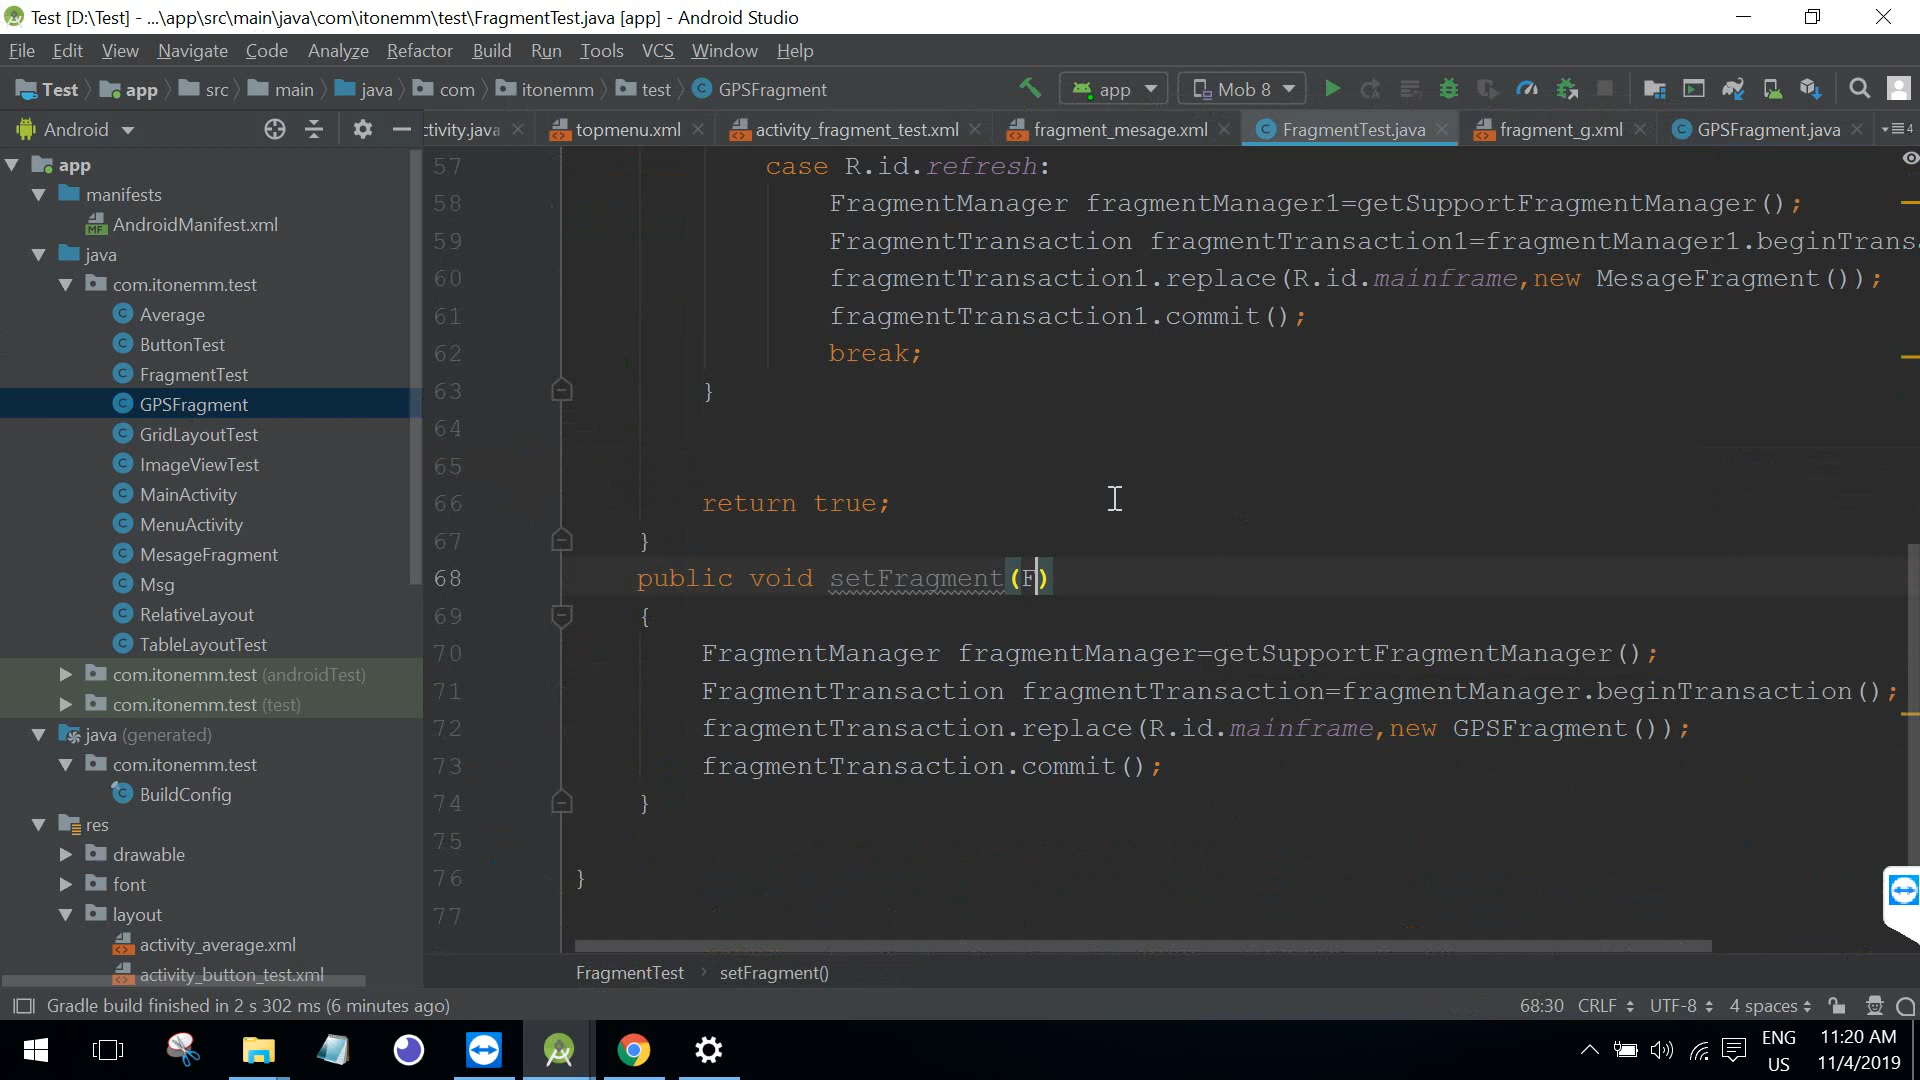 Test [D:\Test] - ...\app\src\main\java\com\itonemm\test\FragmentTest.java [app] - Android Studio
File Edit View Navigate Code Analyze Refactor Build Run Tools VCS Window Help
Test app src main java com itonemm test GPSFragment app Mob 8
Android
ctivity.java topmenu.xml activity_fragment_test.xml fragment_mesage.xml FragmentTest.java fragment_g.xml GPSFragment.java 4
app
manifests
AndroidManifest.xml
java
com.itonemm.test
Average
ButtonTest
FragmentTest
GPSFragment
GridLayoutTest
ImageViewTest
MainActivity
MenuActivity
MesageFragment
Msg
RelativeLayout
TableLayoutTest
com.itonemm.test (androidTest)
com.itonemm.test (test)
java (generated)
com.itonemm.test
BuildConfig
res
drawable
font
layout
activity_average.xml
activity_button_test.xml
57 case R.id.refresh:
58 FragmentManager fragmentManager1=getSupportFragmentManager();
59 FragmentTransaction fragmentTransaction1=fragmentManager1.beginTrans
60 fragmentTransaction1.replace(R.id.mainframe,new MesageFragment());
61 fragmentTransaction1.commit();
62 break;
63 }
64
65
66 return true;
67 }
68 public void setFragment(F)
69 {
70 FragmentManager fragmentManager=getSupportFragmentManager();
71 FragmentTransaction fragmentTransaction=fragmentManager.beginTransaction();
72 fragmentTransaction.replace(R.id.mainframe,new GPSFragment());
73 fragmentTransaction.commit();
74 }
75
76 }
77
FragmentTest setFragment()
Gradle build finished in 2 s 302 ms (6 minutes ago) 68:30 CRLF UTF-8 4 spaces
ENG US
11:20 AM
11/4/2019